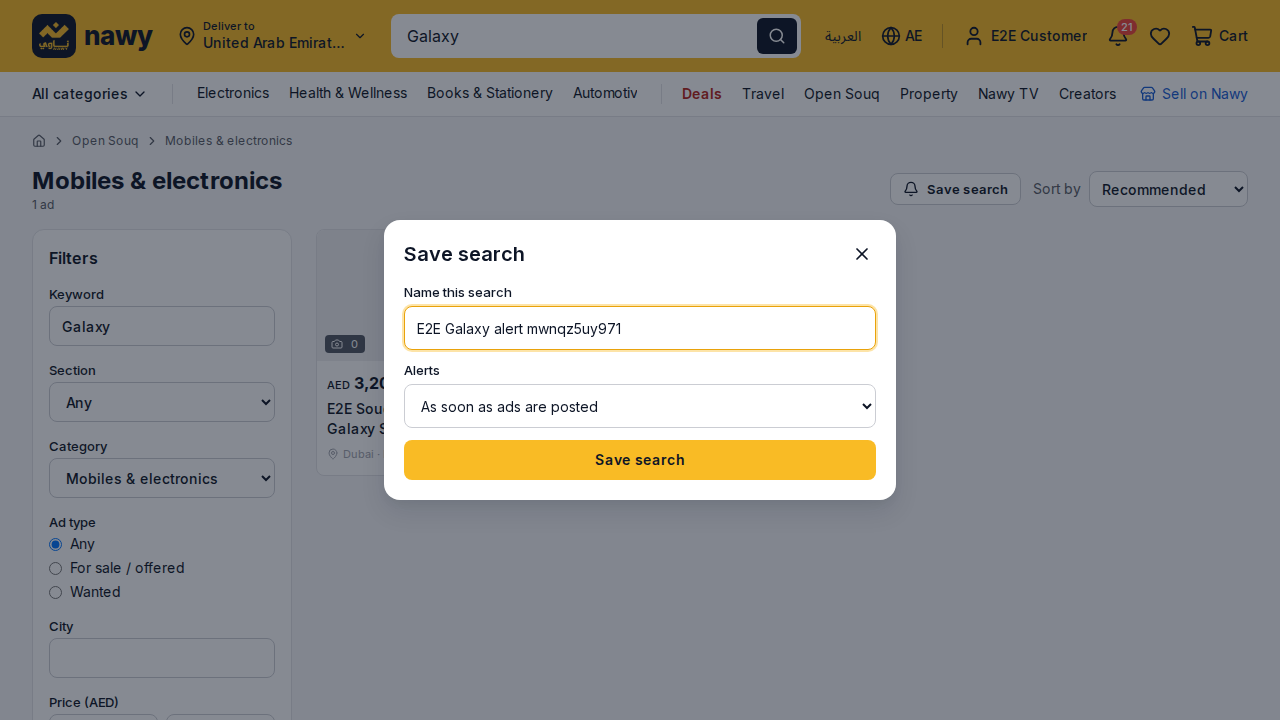 ناوي
nawy
Deliver to
United Arab Emirat...
Galaxy
العربية
AE
E2E Customer
21
Cart
All categories
Electronics
Health & Wellness
Books & Stationery
Automotiv
Deals
Travel
Open Souq
Property
Nawy TV
Creators
Sell on Nawy
Open Souq
Mobiles & electronics
Mobiles & electronics
1 ad
Save search
Sort by
Recommended
Filters
Keyword
Galaxy
Section
Any
Category
Mobiles & electronics
Ad type
Any
For sale / offered
Wanted
City
Price (AED)
0
AED 3,20
E2E Sou
Galaxy S
Dubai ·
Save search
Name this search
E2E Galaxy alert mwnqz5uy971
Alerts
As soon as ads are posted
Save search